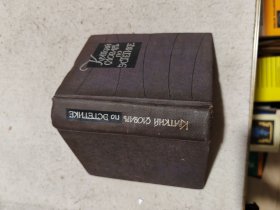 Краткий
словарь
по
эстетике
Краткий словарь по эстетике